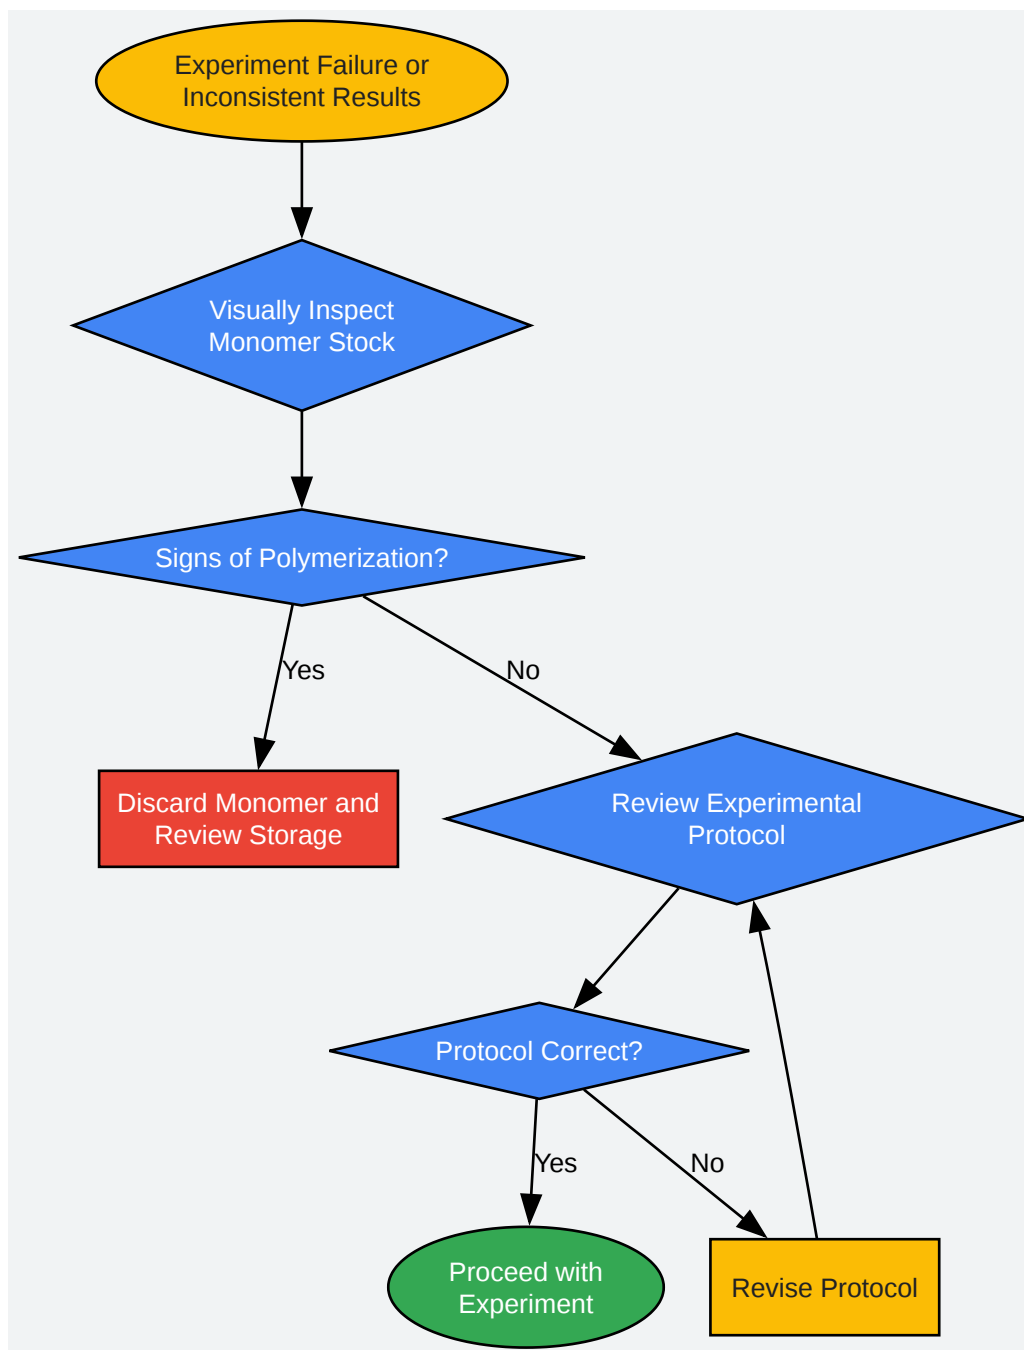 Experiment Failure or
Inconsistent Results
Visually Inspect
Monomer Stock
Signs of Polymerization?
Yes
No
Discard Monomer and
Review Storage
Review Experimental
Protocol
Protocol Correct?
Yes
No
Proceed with
Experiment
Revise Protocol